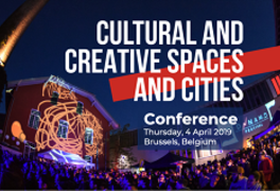 CULTURAL AND
CREATIVE SPACES
AND CITIES
Conference
Thursday, 4 April 2019
Brussels, Belgium